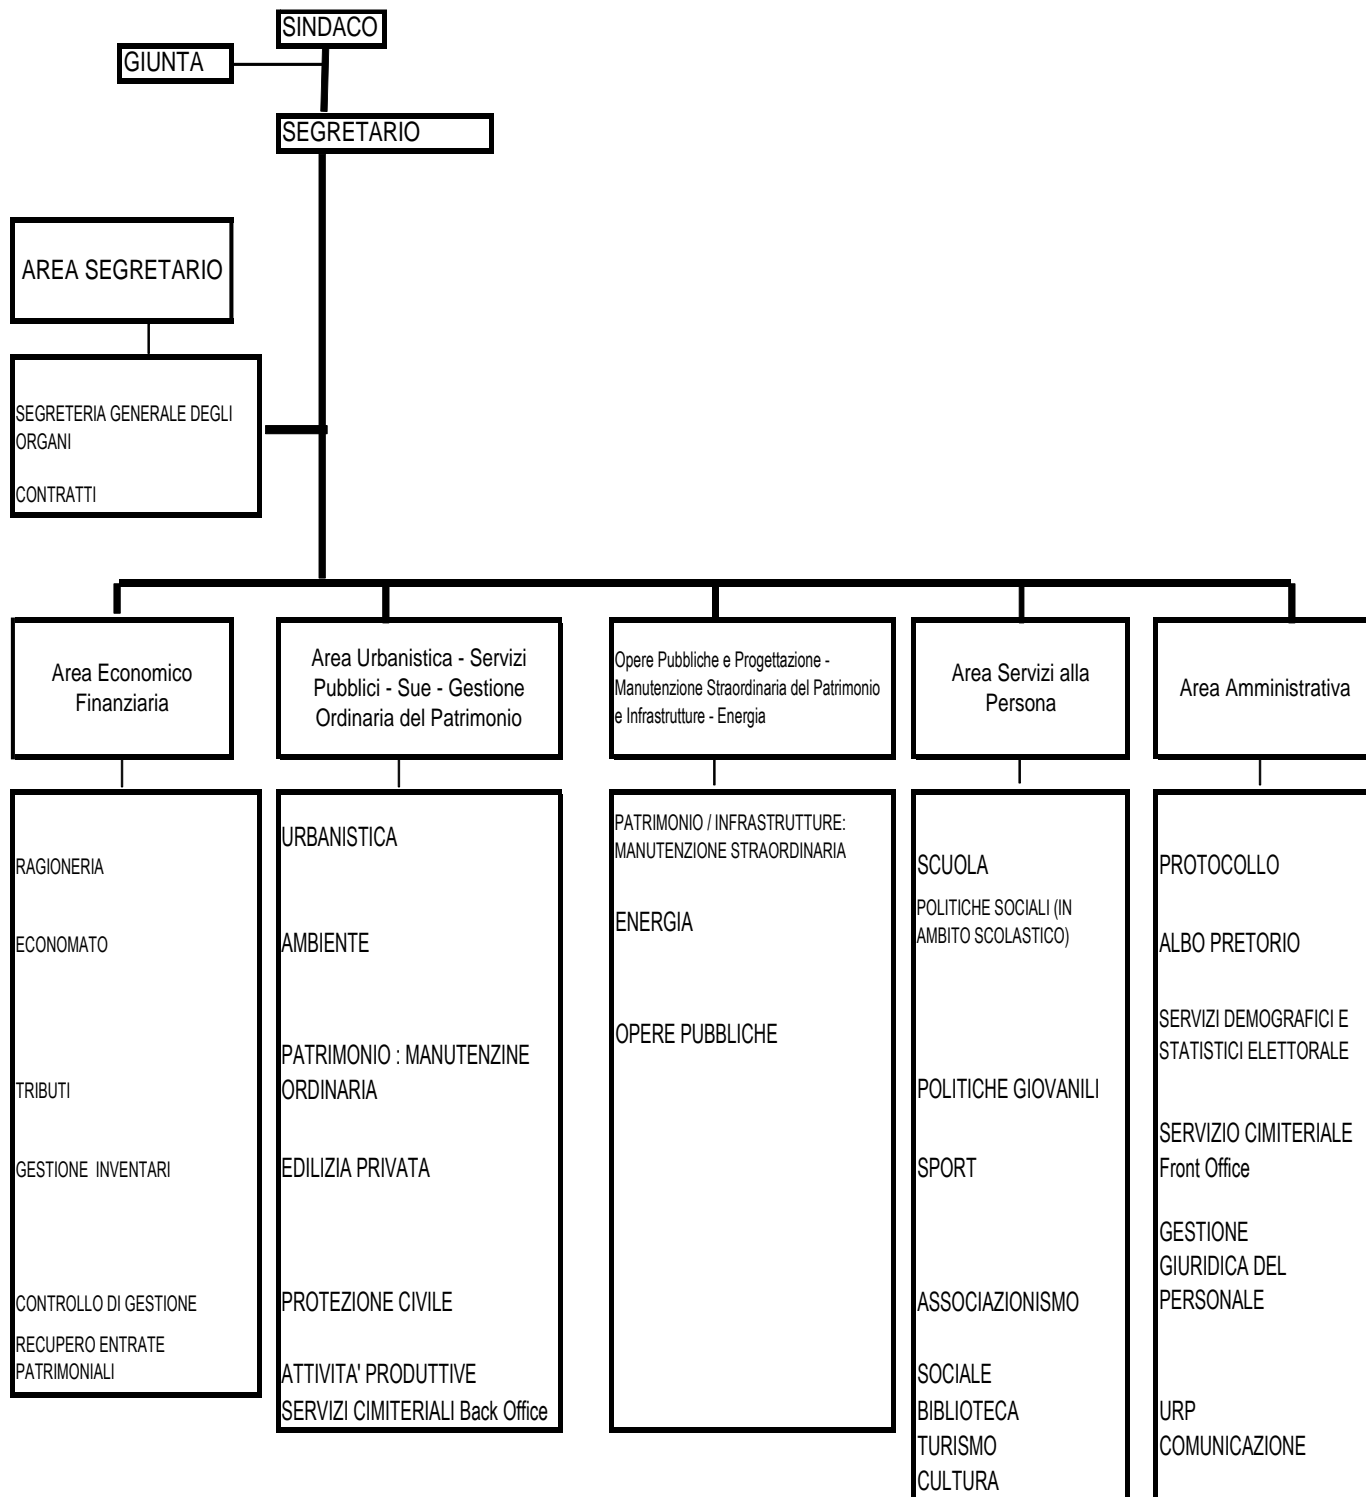 SINDACO
GIUNTA
SEGRETARIO
AREA SEGRETARIO
SEGRETERIA GENERALE DEGLI
ORGANI
CONTRATTI
Area Economico
Finanziaria
Area Urbanistica - Servizi
Pubblici - Sue - Gestione
Ordinaria del Patrimonio
Opere Pubbliche e Progettazione -
Manutenzione Straordinaria del Patrimonio
e Infrastrutture - Energia
Area Servizi alla
Persona
Area Amministrativa
RAGIONERIA
ECONOMATO
TRIBUTI
GESTIONE INVENTARI
CONTROLLO DI GESTIONE
RECUPERO ENTRATE
PATRIMONIALI
URBANISTICA
AMBIENTE
PATRIMONIO : MANUTENZINE
ORDINARIA
EDILIZIA PRIVATA
PROTEZIONE CIVILE
ATTIVITA' PRODUTTIVE
SERVIZI CIMITERIALI Back Office
PATRIMONIO / INFRASTRUTTURE:
MANUTENZIONE STRAORDINARIA
ENERGIA
OPERE PUBBLICHE
SCUOLA
POLITICHE SOCIALI (IN
AMBITO SCOLASTICO)
POLITICHE GIOVANILI
SPORT
ASSOCIAZIONISMO
SOCIALE
BIBLIOTECA
TURISMO
CULTURA
PROTOCOLLO
ALBO PRETORIO
SERVIZI DEMOGRAFICI E
STATISTICI ELETTORALE
SERVIZIO CIMITERIALE
Front Office
GESTIONE
GIURIDICA DEL
PERSONALE
URP
COMUNICAZIONE